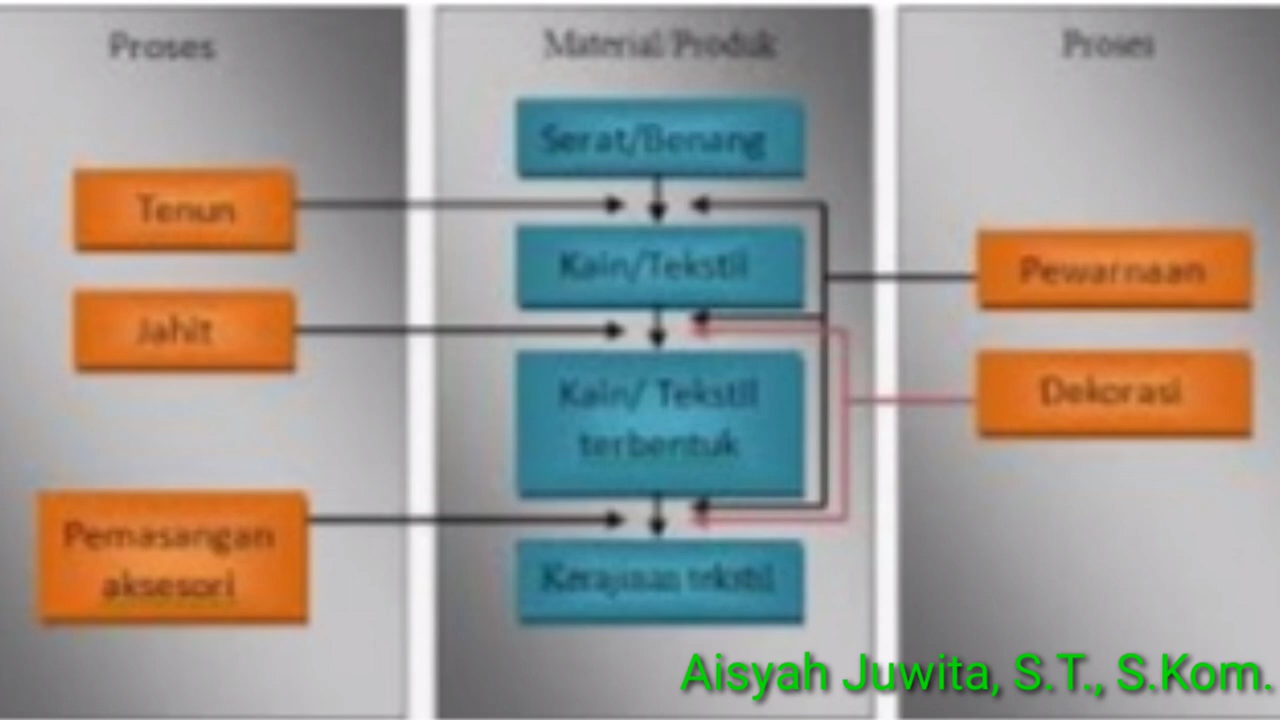 Proses
Tenun
Jahit
Pemasangan
aksesori
Material/Produk
Serat/Benang
Kain/Tekstil
Kain/ Tekstil
terbentuk
Kerajinan tekstil
Proses
Pewarnaan
Dekorasi
Aisyah Juwita, S.T., S.Kom.